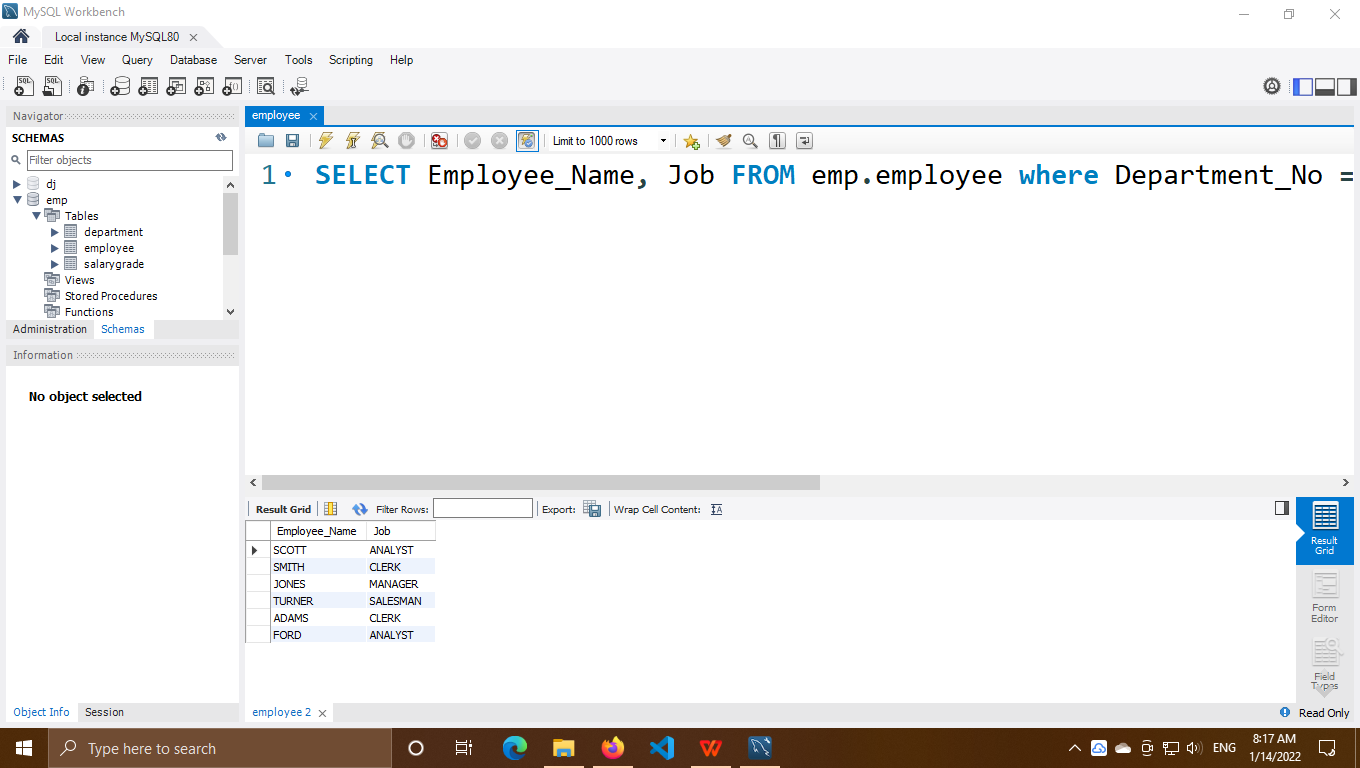 MySQL Workbench
Local instance MySQL80
File Edit View Query Database Server Tools Scripting Help
Navigator
SCHEMAS
Filter objects
dj
emp
Tables
department
employee
salarygrade
Views
Stored Procedures
Functions
Administration Schemas
Information
No object selected
Object Info Session
employee
Limit to 1000 rows
1 SELECT Employee_Name, Job FROM emp.employee where Department_No =
Result Grid Filter Rows: Export: Wrap Cell Content:
Employee_Name Job
SCOTT ANALYST
SMITH CLERK
JONES MANAGER
TURNER SALESMAN
ADAMS CLERK
FORD ANALYST
Result
Grid
Form
Editor
Field
Types
employee 2
Read Only
Type here to search
ENG
8:17 AM
1/14/2022